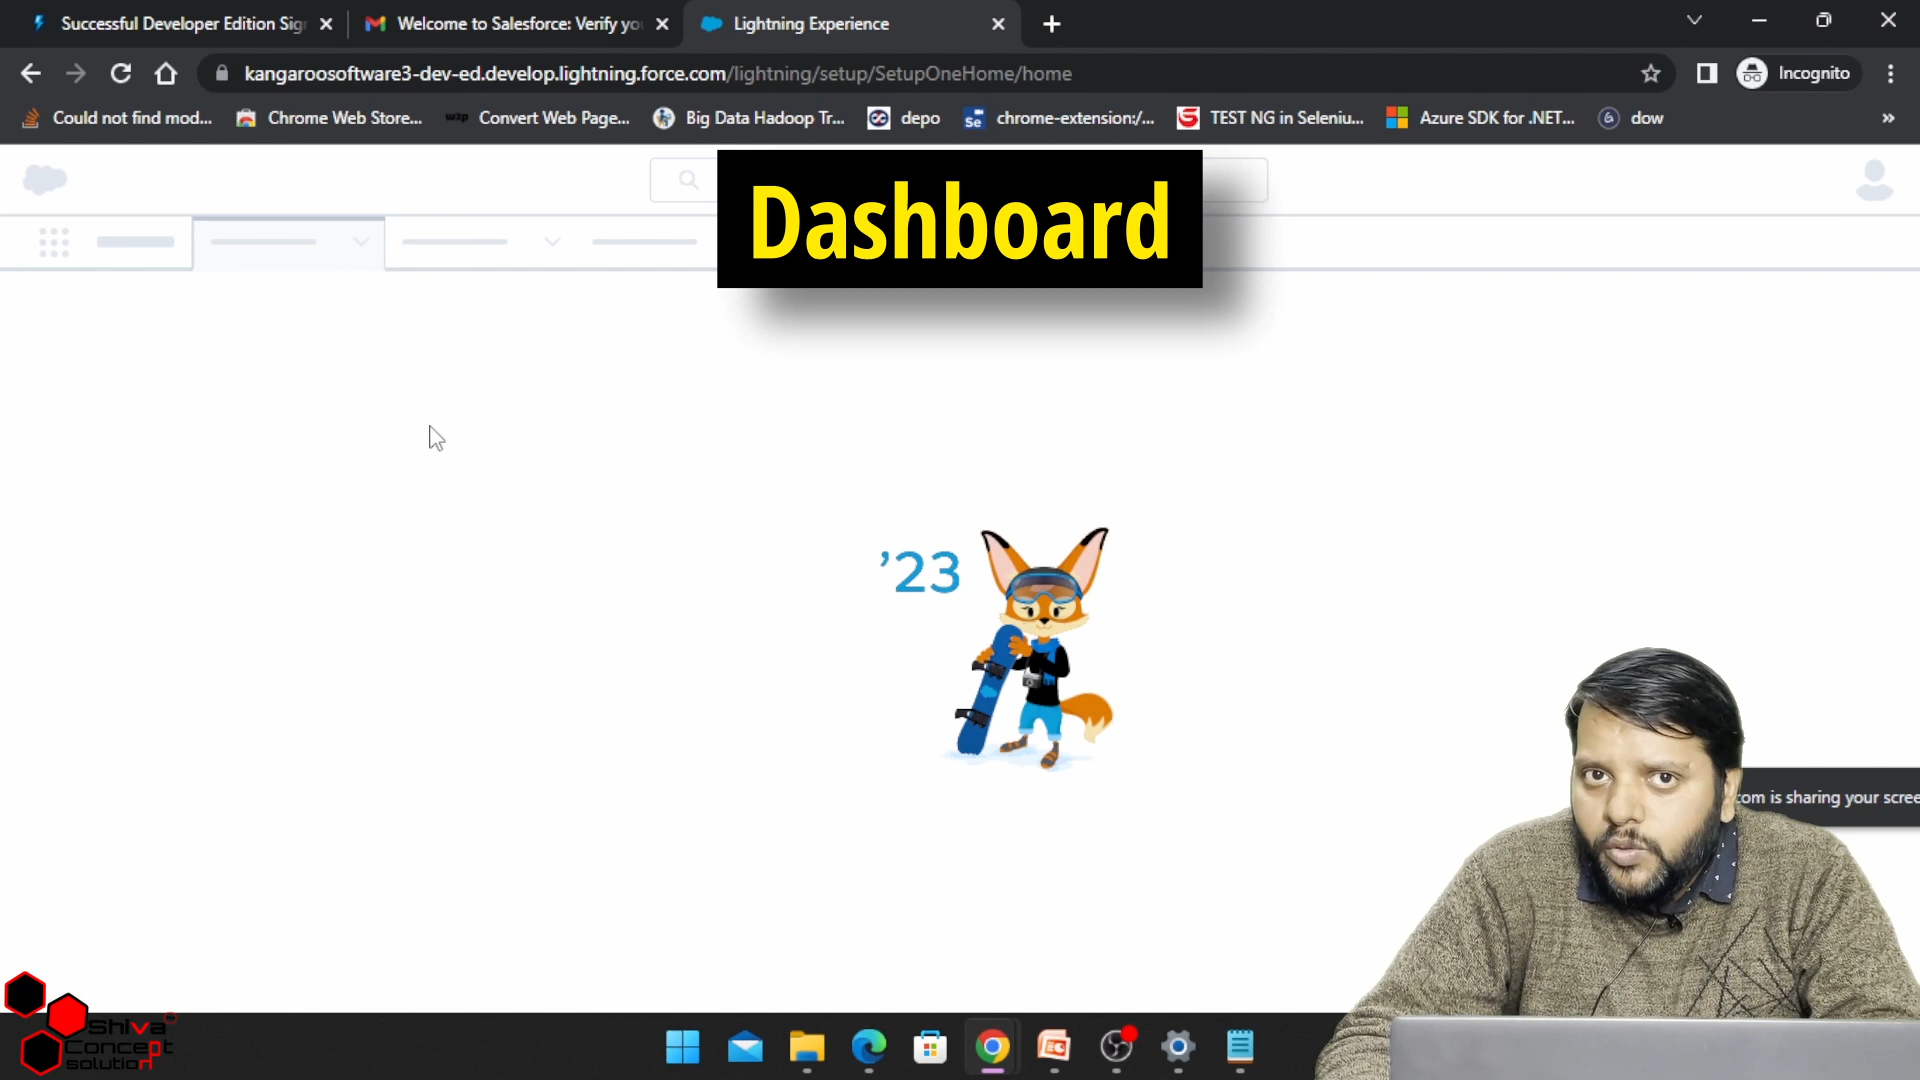 Successful Developer Edition Sig
Welcome to Salesforce: Verify yo
Lightning Experience
kangaroosoftware3-dev-ed.develop.lightning.force.com/lightning/setup/SetupOneHome/home
Incognito
Could not find mod...
Chrome Web Store...
w3p
Convert Web Page...
Big Data Hadoop Tr...
depo
Se
chrome-extension:/...
TEST NG in Seleniu...
Azure SDK for .NET...
dow
»
Dashboard
’23
com is sharing your scree
Shiva
Concept
solution